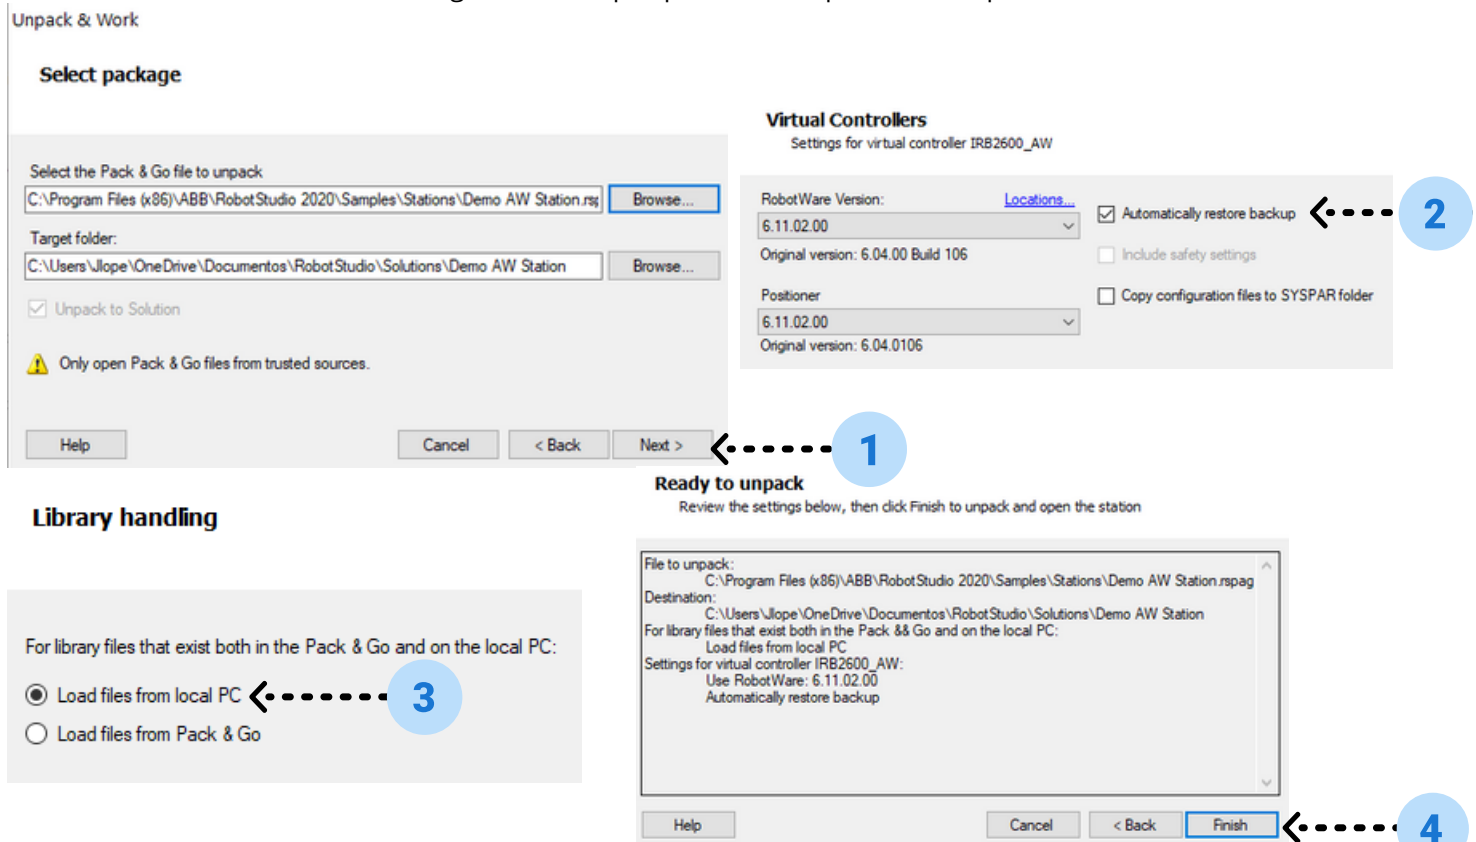 Unpack & Work
Select package
Select the Pack & Go file to unpack
C:\Program Files (x86)\ABB\RobotStudio 2020\Samples\Stations\Demo AW Station.rsp
Browse...
Target folder:
C:\Users\Jlope\OneDrive\Documentos\RobotStudio\Solutions\Demo AW Station
Browse...
Unpack to Solution
Only open Pack & Go files from trusted sources.
Help
Cancel
< Back
Next >
1
Virtual Controllers
Settings for virtual controller IRB2600_AW
RobotWare Version:
Locations...
6.11.02.00
Original version: 6.04.00 Build 106
Positioner
6.11.02.00
Original version: 6.04.0106
Automatically restore backup
Include safety settings
Copy configuration files to SYSPAR folder
2
Library handling
For library files that exist both in the Pack & Go and on the local PC:
Load files from local PC
Load files from Pack & Go
3
Ready to unpack
Review the settings below, then click Finish to unpack and open the station
File to unpack:
C:\Program Files (x86)\ABB\RobotStudio 2020\Samples\Stations\Demo AW Station.rspag
Destination:
C:\Users\Jlope\OneDrive\Documentos\RobotStudio\Solutions\Demo AW Station
For library files that exist both in the Pack && Go and on the local PC:
Load files from local PC
Settings for virtual controller IRB2600_AW:
Use RobotWare: 6.11.02.00
Automatically restore backup
Help
Cancel
< Back
Finish
4